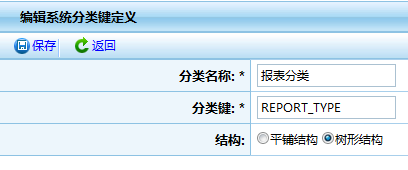 编辑系统分类键定义
保存 返回
分类名称: * 报表分类
分类键: * REPORT_TYPE
结构: 平铺结构 树形结构